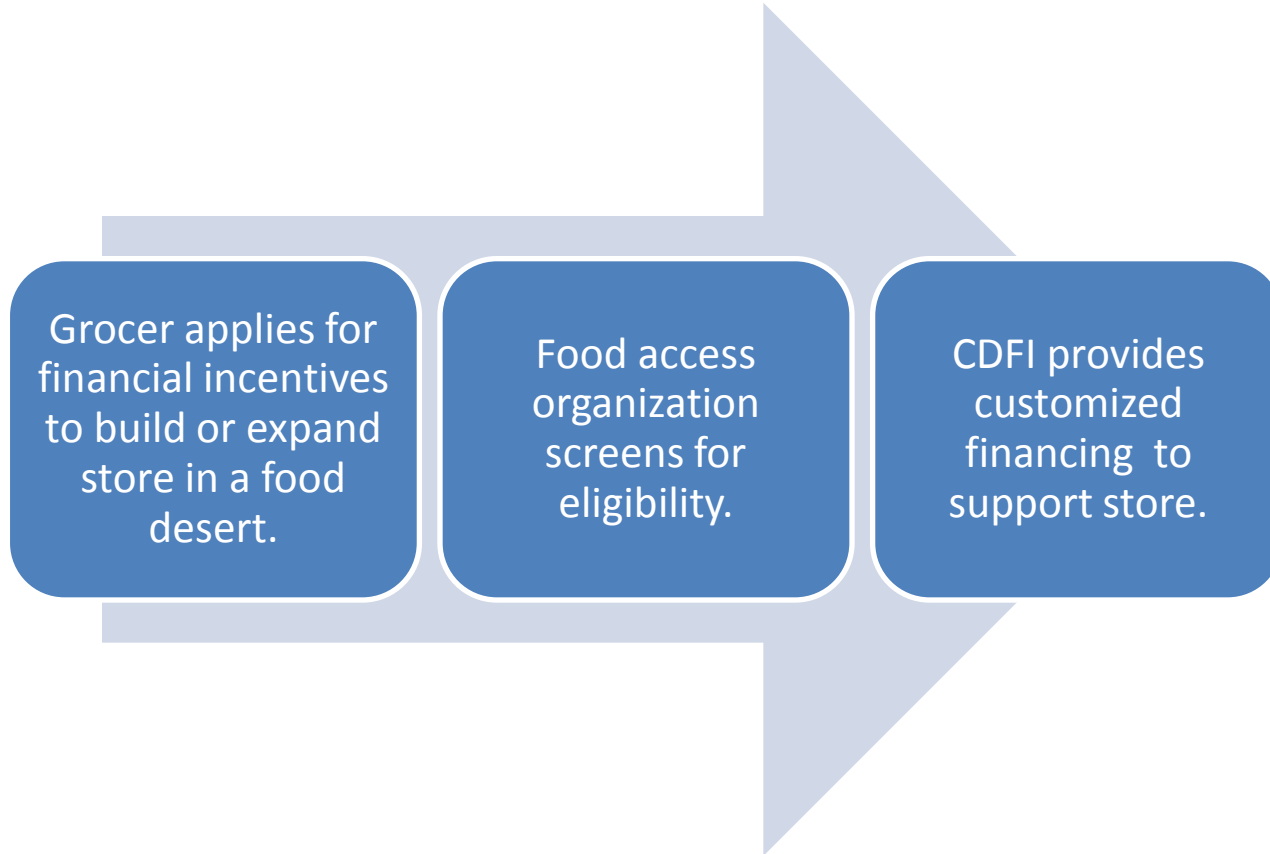 Grocer applies for
financial incentives
to build or expand
store in a food
desert.
Food access
organization
screens for
eligibility.
CDFI provides
customized
financing  to
support store.